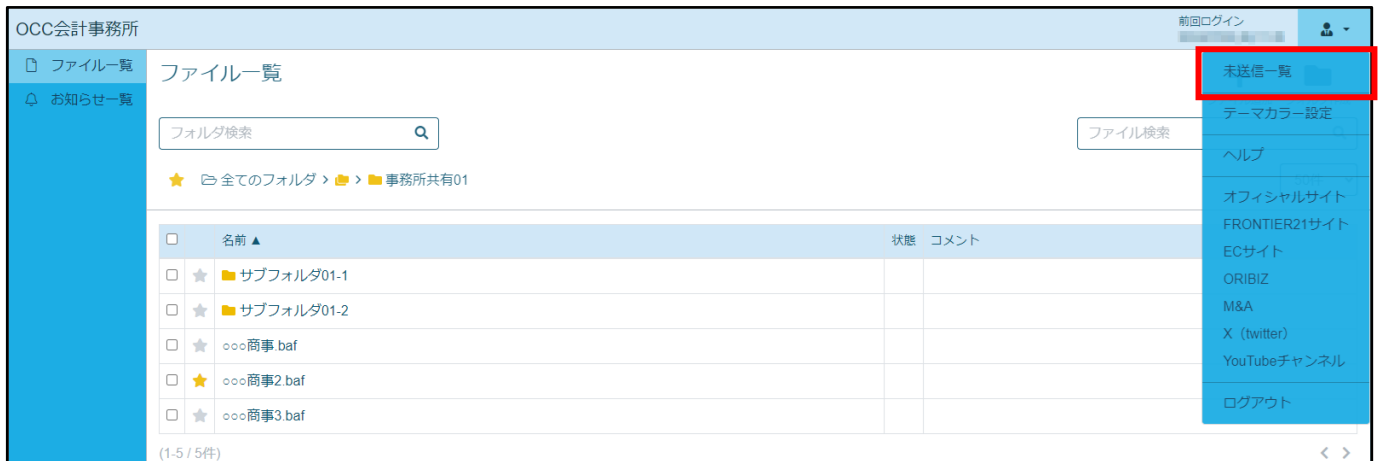 OCC会計事務所
前回ログイン
ファイル一覧
お知らせ一覧
ファイル一覧
フォルダ検索
ファイル検索
全てのフォルダ > > 事務所共有01
50件
名前▲ 状態 コメント
サブフォルダ01-1
サブフォルダ01-2
○○○商事.baf
○○○商事2.baf
○○○商事3.baf
(1-5 / 5件)
未送信一覧
テーマカラー設定
ヘルプ
オフィシャルサイト
FRONTIER21サイト
ECサイト
ORIBIZ
M&A
X（twitter）
YouTubeチャンネル
ログアウト